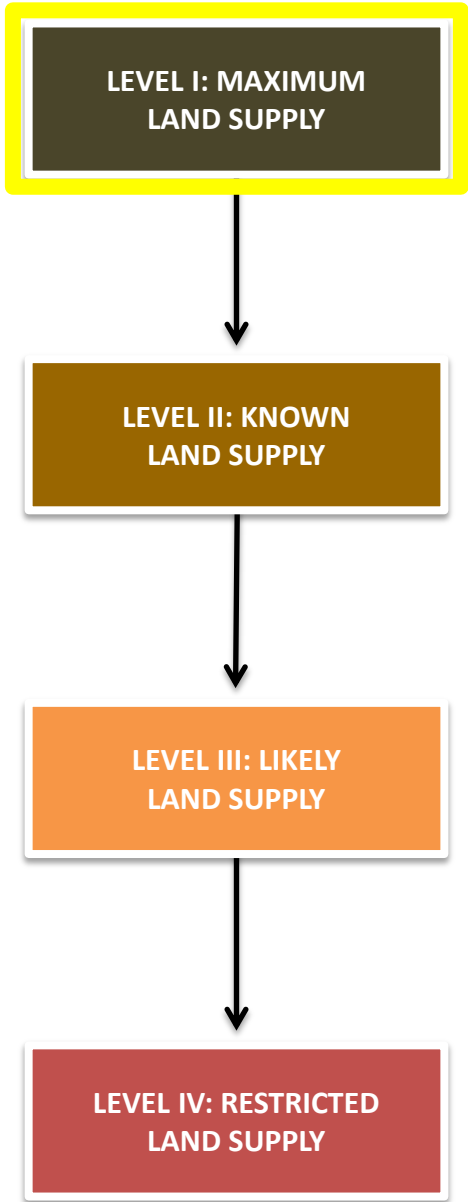 LEVEL I: MAXIMUM
LAND SUPPLY
LEVEL II: KNOWN
LAND SUPPLY
LEVEL III: LIKELY
LAND SUPPLY
LEVEL IV: RESTRICTED
LAND SUPPLY